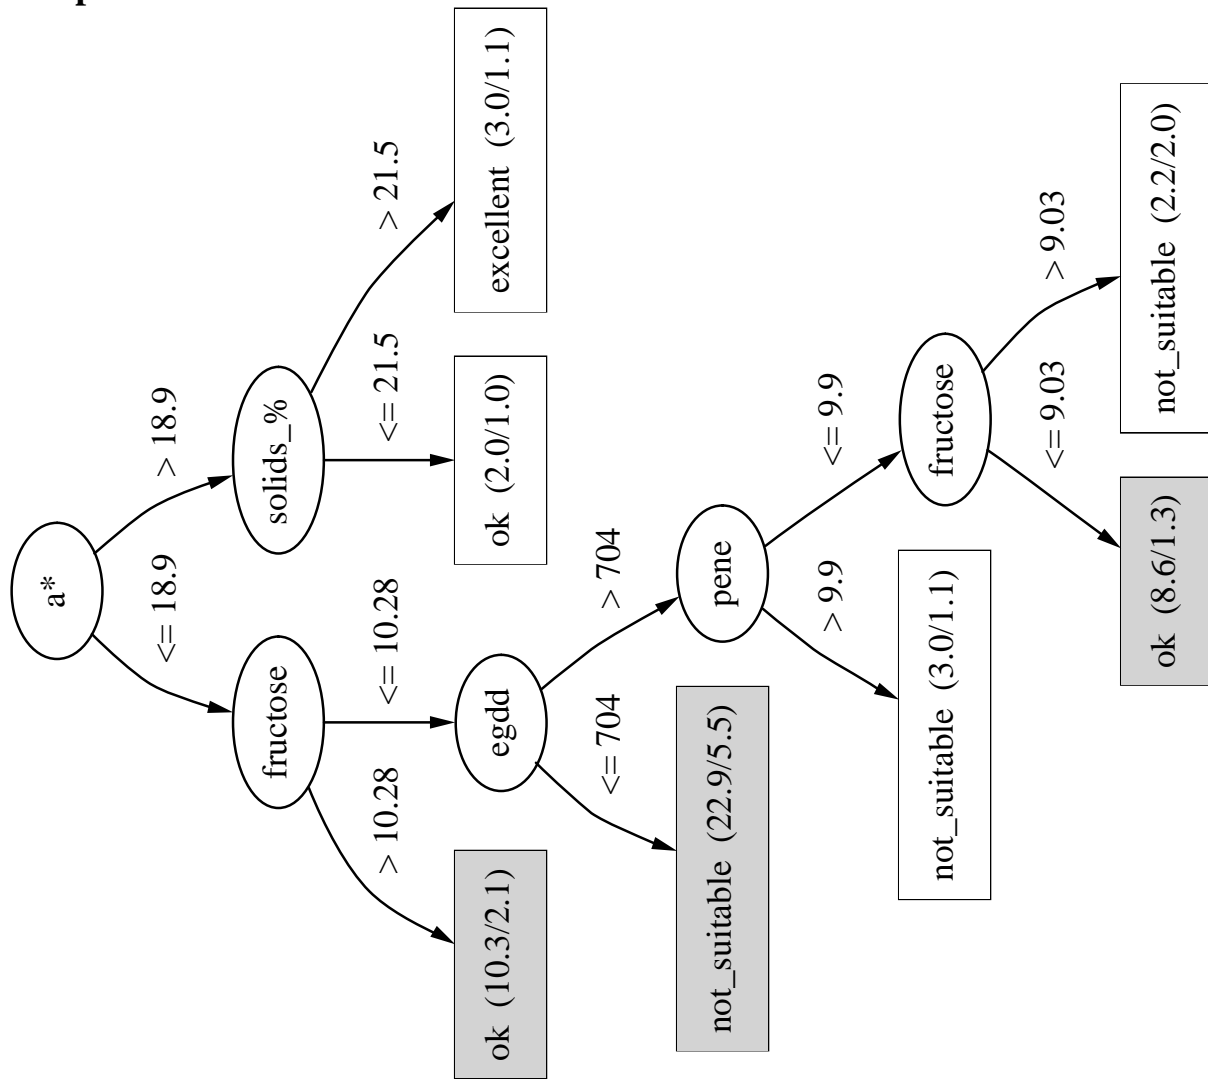 a*
<= 18.9
> 18.9
fructose
solids_%
> 10.28
<= 10.28
<= 21.5
> 21.5
ok (10.3/2.1)
egdd
ok (2.0/1.0)
excellent (3.0/1.1)
<= 704
> 704
not_suitable (22.9/5.5)
pene
> 9.9
<= 9.9
not_suitable (3.0/1.1)
fructose
<= 9.03
> 9.03
ok (8.6/1.3)
not_suitable (2.2/2.0)